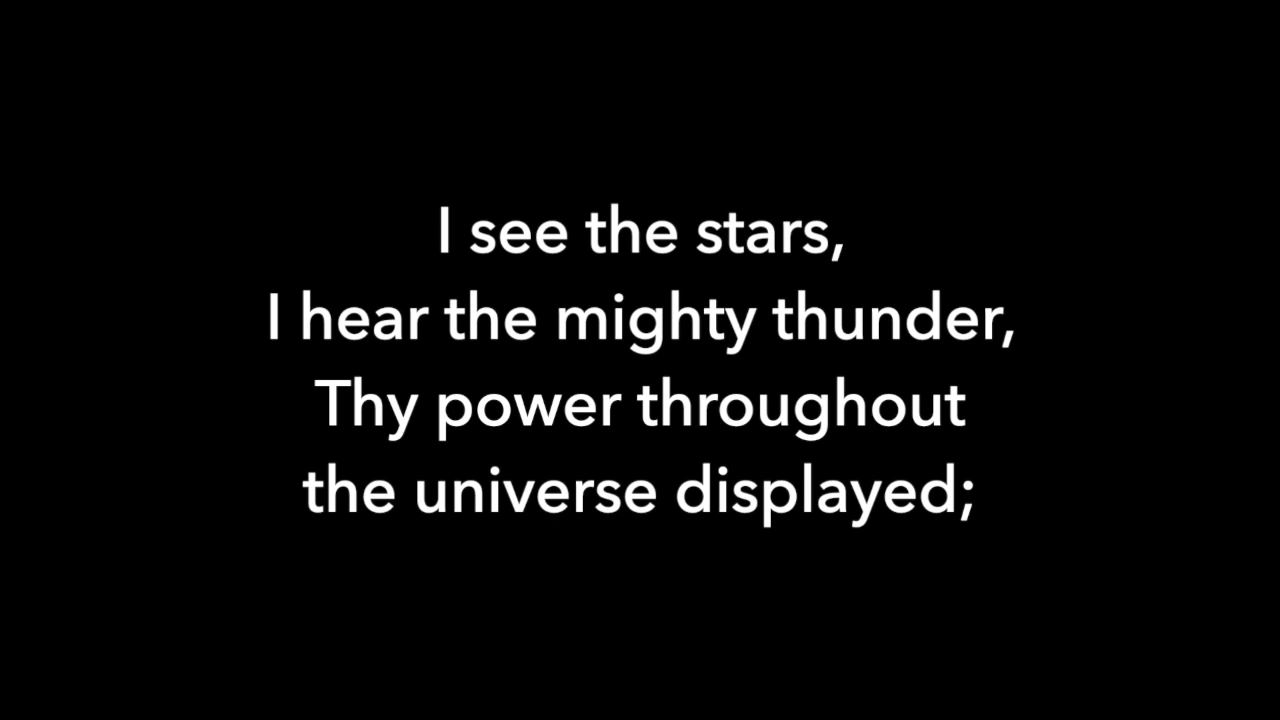 I see the stars,
I hear the mighty thunder,
Thy power throughout
the universe displayed;